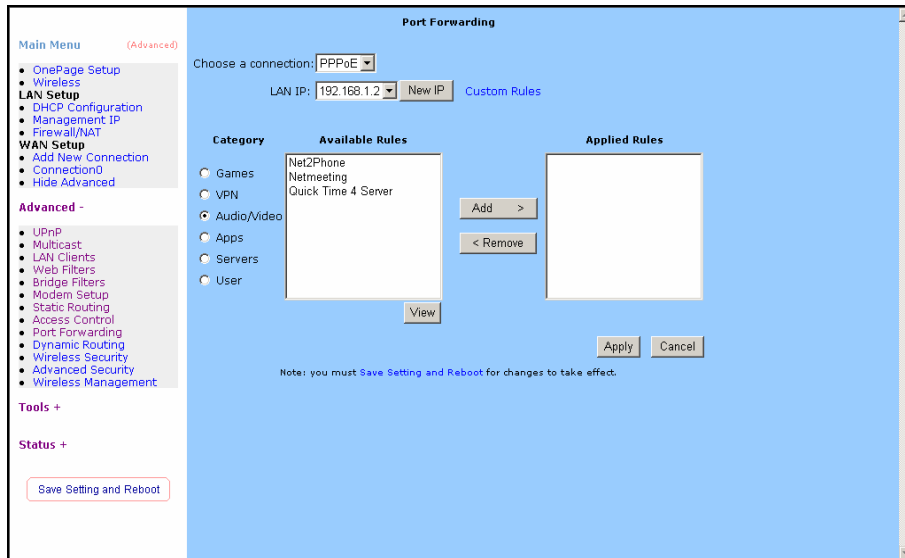 Port Forwarding
Main Menu (Advanced)
OnePage Setup
Wireless
LAN Setup
DHCP Configuration
Management IP
Firewall/NAT
WAN Setup
Add New Connection
Connection0
Hide Advanced
Advanced -
UPnP
Multicast
LAN Clients
Web Filters
Bridge Filters
Modem Setup
Static Routing
Access Control
Port Forwarding
Dynamic Routing
Wireless Security
Advanced Security
Wireless Management
Tools +
Status +
Save Setting and Reboot
Choose a connection: PPPoE
LAN IP: 192.168.1.2 New IP Custom Rules
Category Available Rules Applied Rules
Games
VPN
Audio/Video
Apps
Servers
User
Net2Phone
Netmeeting
Quick Time 4 Server
Add >
< Remove
View
Apply Cancel
Note: you must Save Setting and Reboot for changes to take effect.